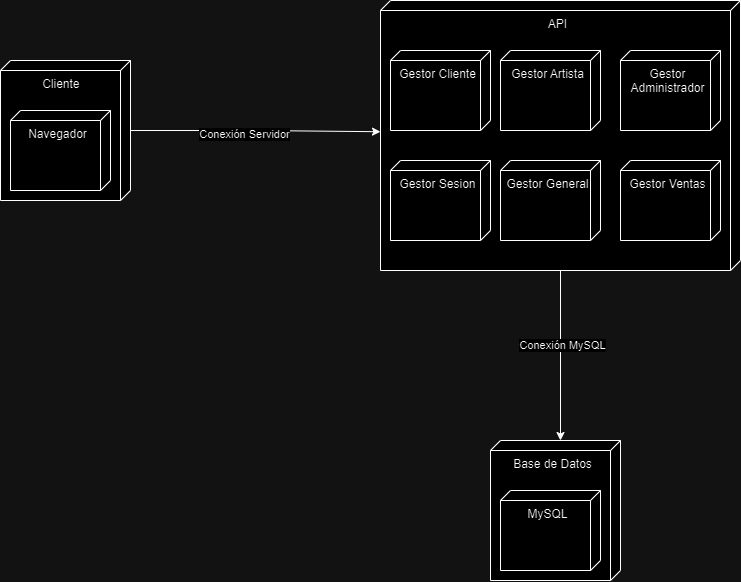 API
Gestor Cliente
Gestor Artista
Gestor
Administrador
Cliente
Navegador
Conexión Servidor
Gestor Sesion
Gestor General
Gestor Ventas
Conexión MySQL
Base de Datos
MySQL